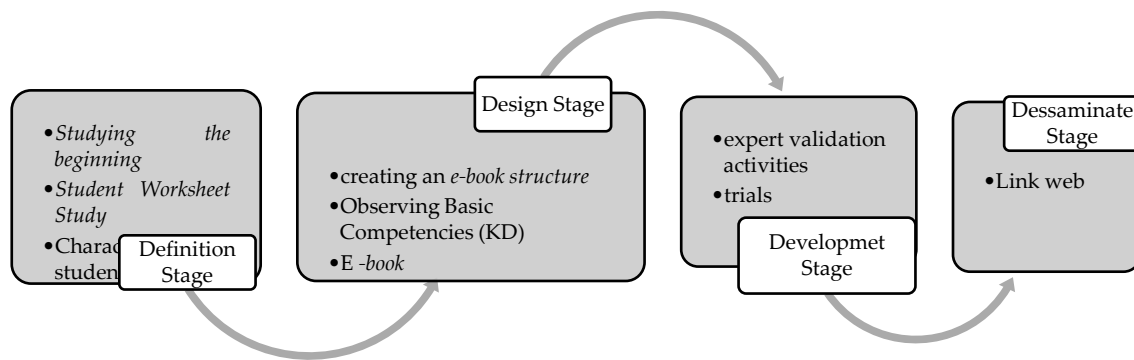 •Studying the
beginning
•Student Worksheet
Study
studen
Definition
Stage
Design Stage
•creating an e-book structure
•Observing Basic
Competencies (KD)
•E -book
•expert validation
activities
•trials
Developmet
Stage
Dessaminate
Stage
•Link web